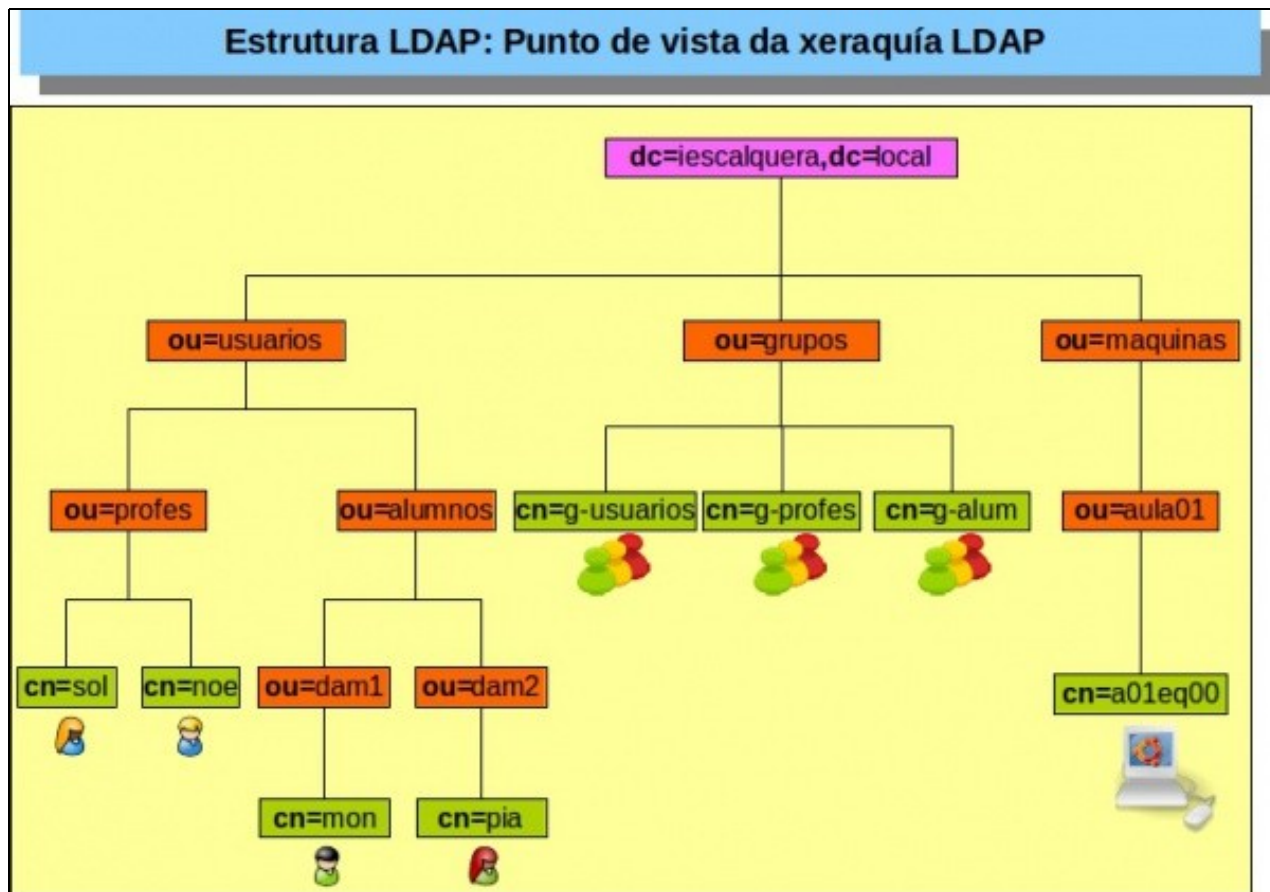 Estrutura LDAP: Punto de vista da xeraquía LDAP
dc=iescalquera,dc=local
ou=usuarios
ou=grupos
ou=maquinas
ou=profes
ou=alumnos
cn=g-usuarios
cn=g-profes
cn=g-alum
ou=aula01
cn=sol
cn=noe
ou=dam1
ou=dam2
cn=a01eq00
cn=mon
cn=pia